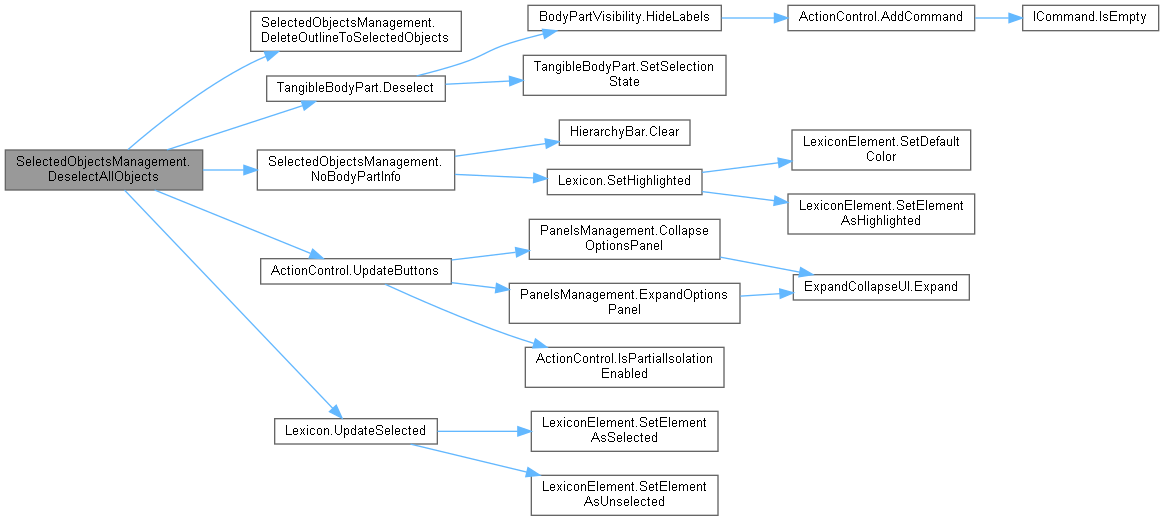 SelectedObjectsManagement.
DeselectAllObjects
SelectedObjectsManagement.
DeleteOutlineToSelectedObjects
TangibleBodyPart.Deselect
BodyPartVisibility.HideLabels
ActionControl.AddCommand
ICommand.IsEmpty
TangibleBodyPart.SetSelection
State
SelectedObjectsManagement.
NoBodyPartInfo
HierarchyBar.Clear
Lexicon.SetHighlighted
LexiconElement.SetDefault
Color
LexiconElement.SetElement
AsHighlighted
ActionControl.UpdateButtons
PanelsManagement.Collapse
OptionsPanel
ExpandCollapseUI.Expand
PanelsManagement.ExpandOptions
Panel
ActionControl.IsPartialIsolation
Enabled
Lexicon.UpdateSelected
LexiconElement.SetElement
AsSelected
LexiconElement.SetElement
AsUnselected